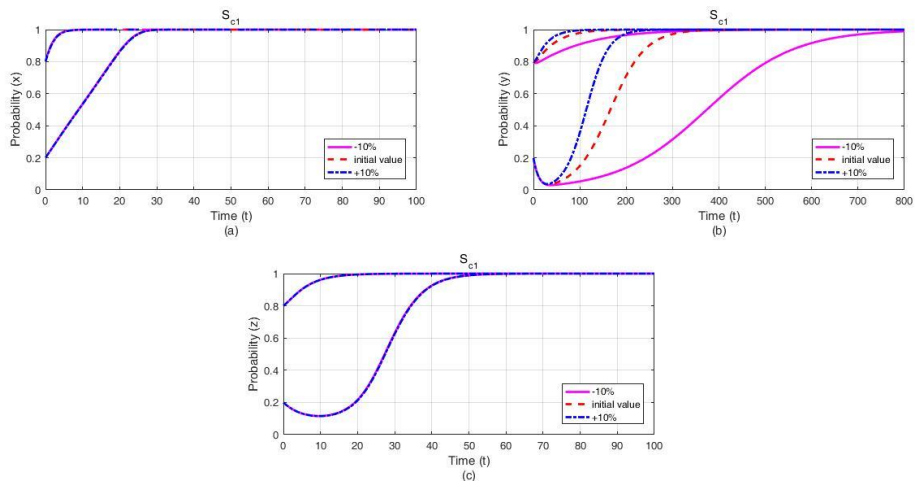 S_c1
Probability (x)
1
0.8
0.6
0.4
0.2
0
0 10 20 30 40 50 60 70 80 90 100
-10%
initial value
+10%
Time (t)
(a)
S_c1
Probability (y)
1
0.8
0.6
0.4
0.2
0
0 100 200 300 400 500 600 700 800
-10%
initial value
+10%
Time (t)
(b)
S_c1
Probability (z)
1
0.8
0.6
0.4
0.2
0
0 10 20 30 40 50 60 70 80 90 100
-10%
initial value
+10%
Time (t)
(c)